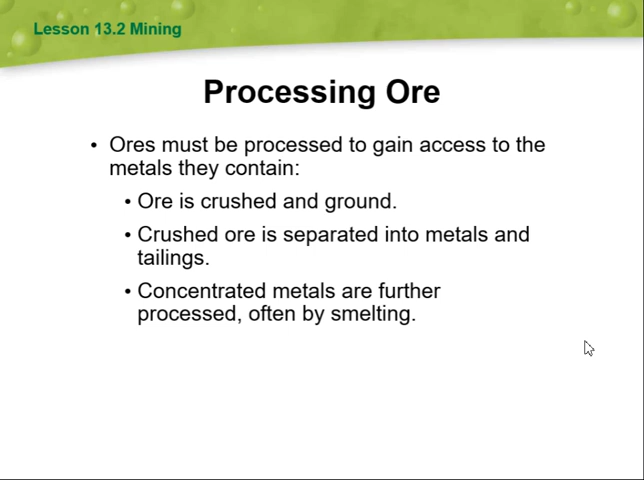 Lesson 13.2 Mining
Processing Ore
• Ores must be processed to gain access to the
metals they contain:
• Ore is crushed and ground.
• Crushed ore is separated into metals and
tailings.
• Concentrated metals are further
processed, often by smelting.